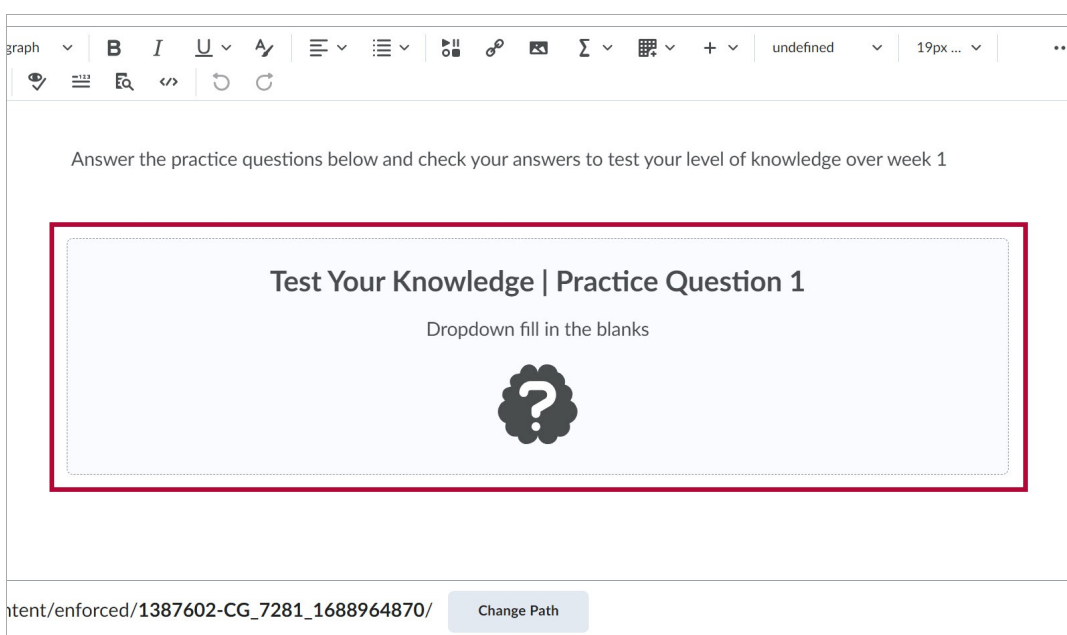 graph B I U A Σ + undefined 19px ...
Answer the practice questions below and check your answers to test your level of knowledge over week 1
Test Your Knowledge | Practice Question 1
Dropdown fill in the blanks
?
ntent/enforced/1387602-CG_7281_1688964870/ Change Path